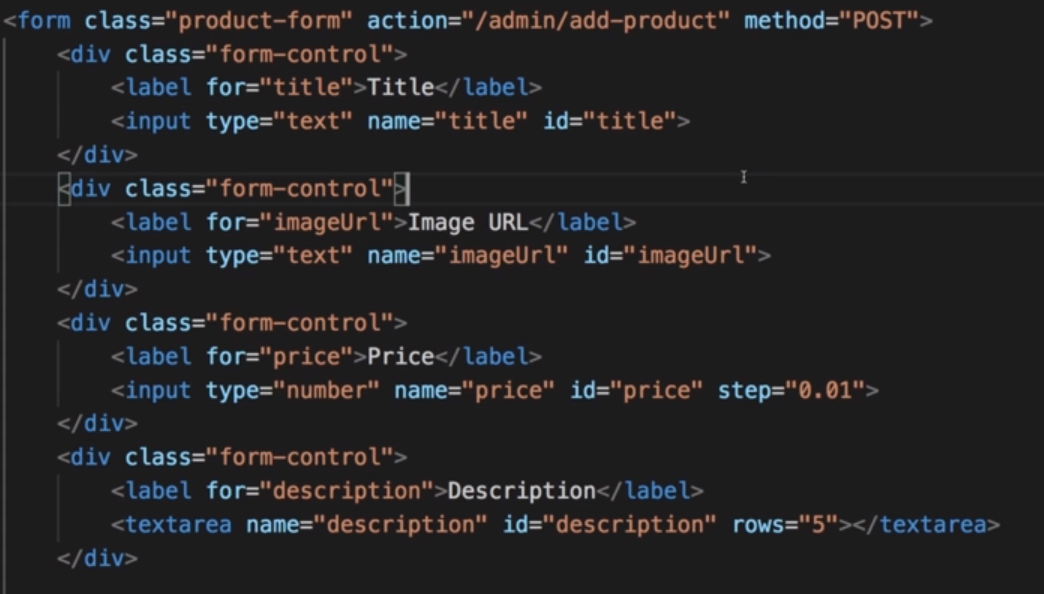 <form class="product-form" action="/admin/add-product" method="POST">
    <div class="form-control">
        <label for="title">Title</label>
        <input type="text" name="title" id="title">
    </div>
    <div class="form-control">
        <label for="imageUrl">Image URL</label>
        <input type="text" name="imageUrl" id="imageUrl">
    </div>
    <div class="form-control">
        <label for="price">Price</label>
        <input type="number" name="price" id="price" step="0.01">
    </div>
    <div class="form-control">
        <label for="description">Description</label>
        <textarea name="description" id="description" rows="5"></textarea>
    </div>